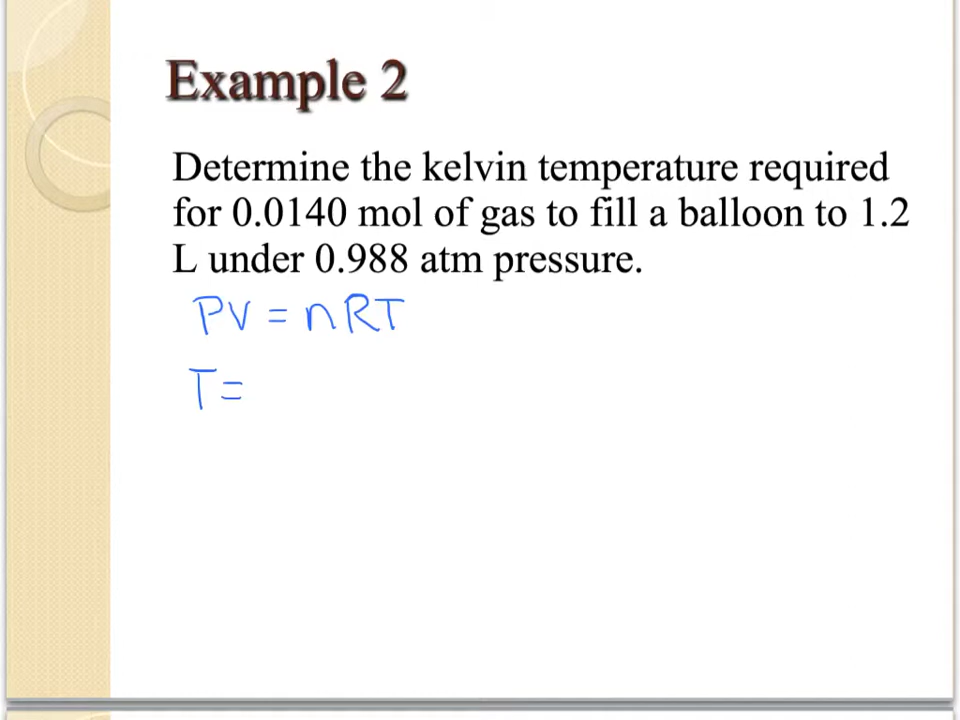 Example 2
Determine the kelvin temperature required
for 0.0140 mol of gas to fill a balloon to 1.2
L under 0.988 atm pressure.
PV = nRT
T=